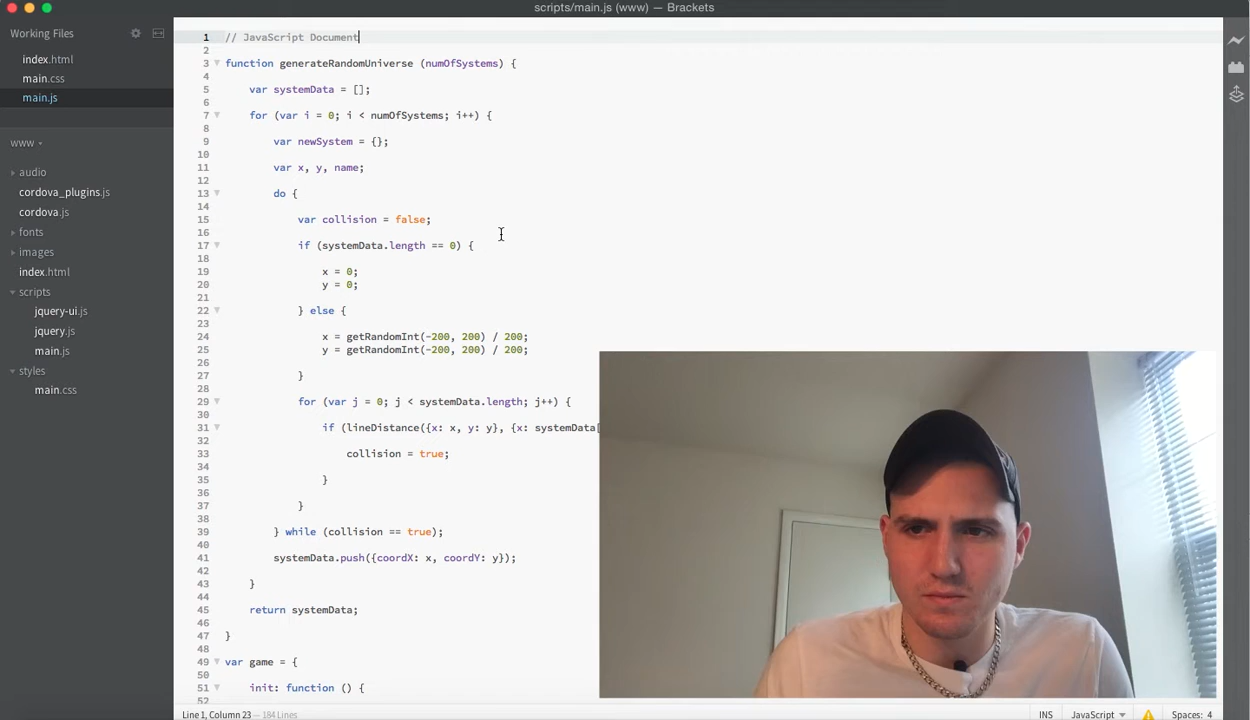 scripts/main.js (www) — Brackets
Working Files
index.html
main.css
main.js
www
audio
cordova_plugins.js
cordova.js
fonts
images
index.html
scripts
jquery-ui.js
jquery.js
main.js
styles
main.css
1 // JavaScript Document
2
3 function generateRandomUniverse (numOfSystems) {
4
5 var systemData = [];
6
7 for (var i = 0; i < numOfSystems; i++) {
8
9 var newSystem = {};
10
11 var x, y, name;
12
13 do {
14
15 var collision = false;
16
17 if (systemData.length == 0) {
18
19 x = 0;
20 y = 0;
21
22 } else {
23
24 x = getRandomInt(-200, 200) / 200;
25 y = getRandomInt(-200, 200) / 200;
26
27 }
28
29 for (var j = 0; j < systemData.length; j++) {
30
31 if (lineDistance({x: x, y: y}, {x: systemData[
32
33 collision = true;
34
35 }
36
37 }
38
39 } while (collision == true);
40
41 systemData.push({coordX: x, coordY: y});
42
43 }
44
45 return systemData;
46
47 }
48
49 var game = {
50
51 init: function () {
52
Line 1, Column 23 — 184 Lines
INS JavaScript Spaces: 4